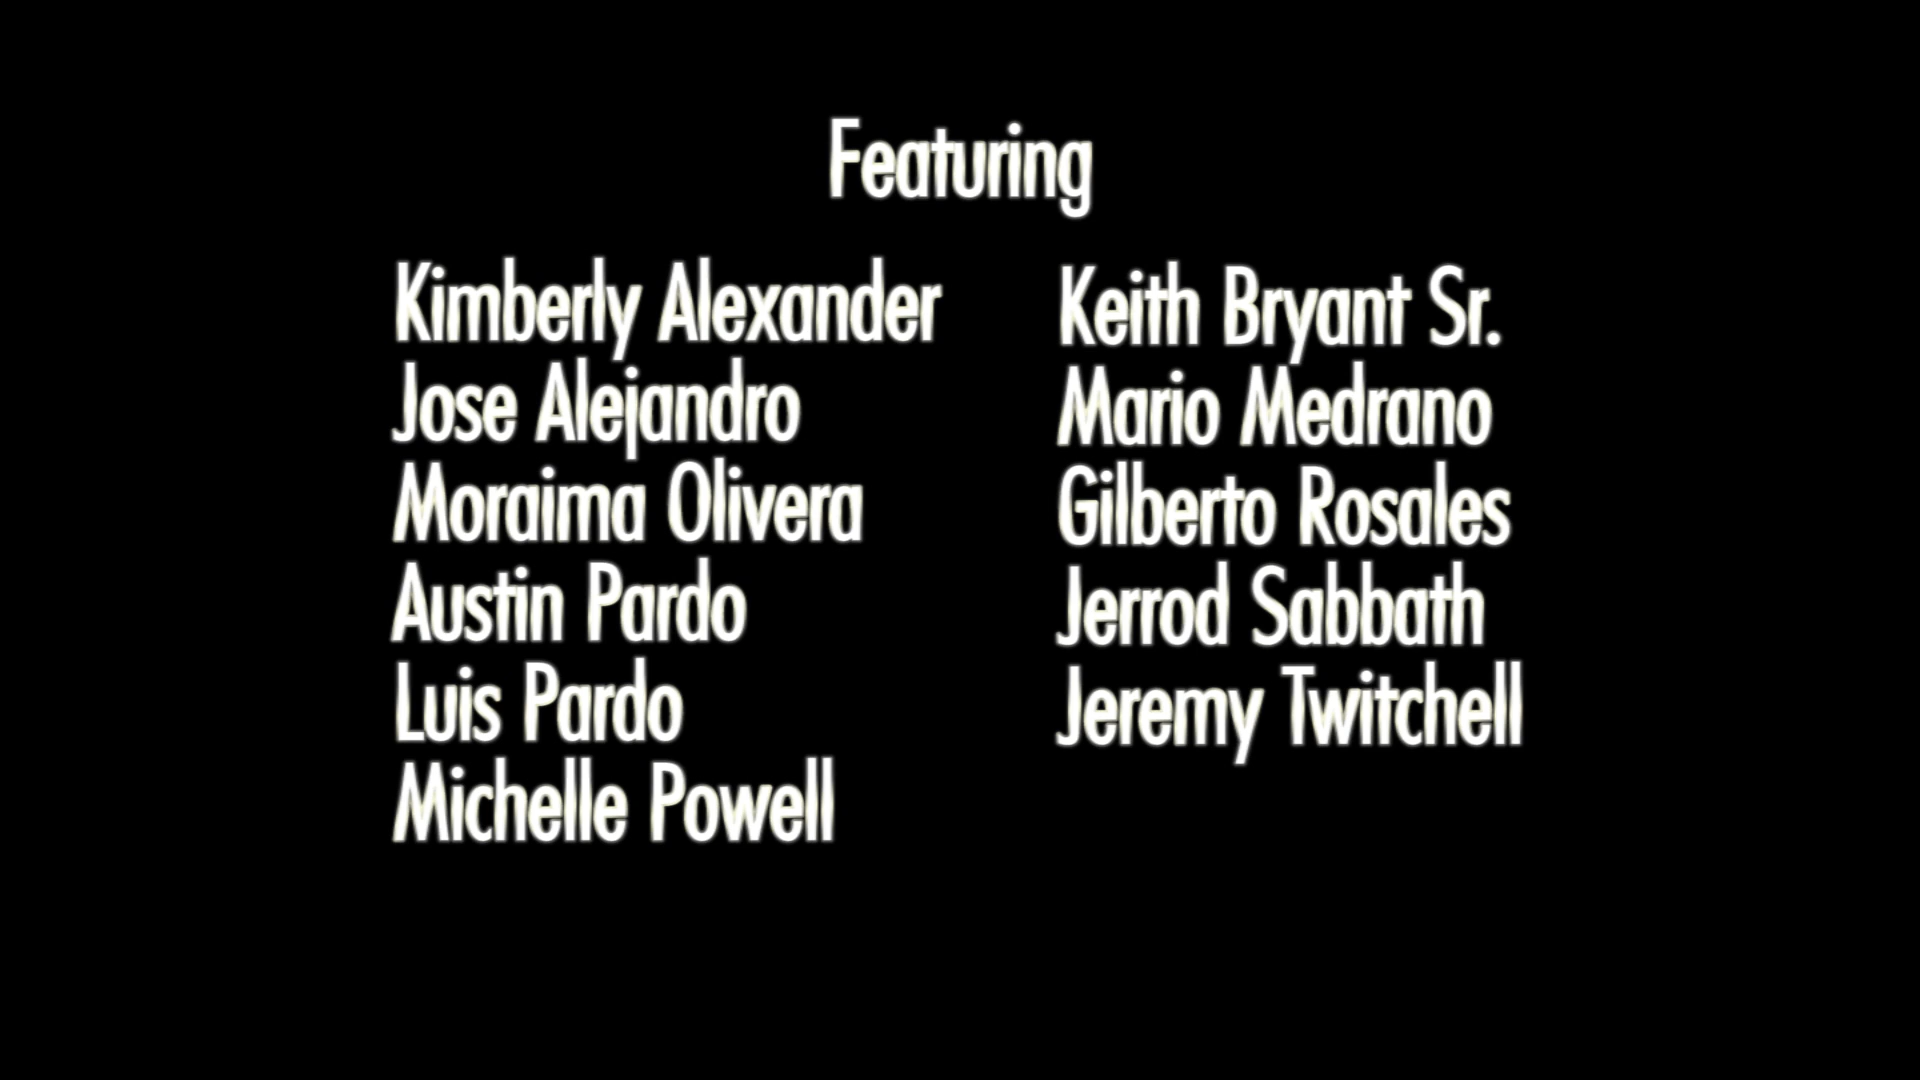 Featuring
Kimberly Alexander
Jose Alejandro
Moraima Olivera
Austin Pardo
Luis Pardo
Michelle Powell
Keith Bryant Sr.
Mario Medrano
Gilberto Rosales
Jerrod Sabbath
Jeremy Twitchell